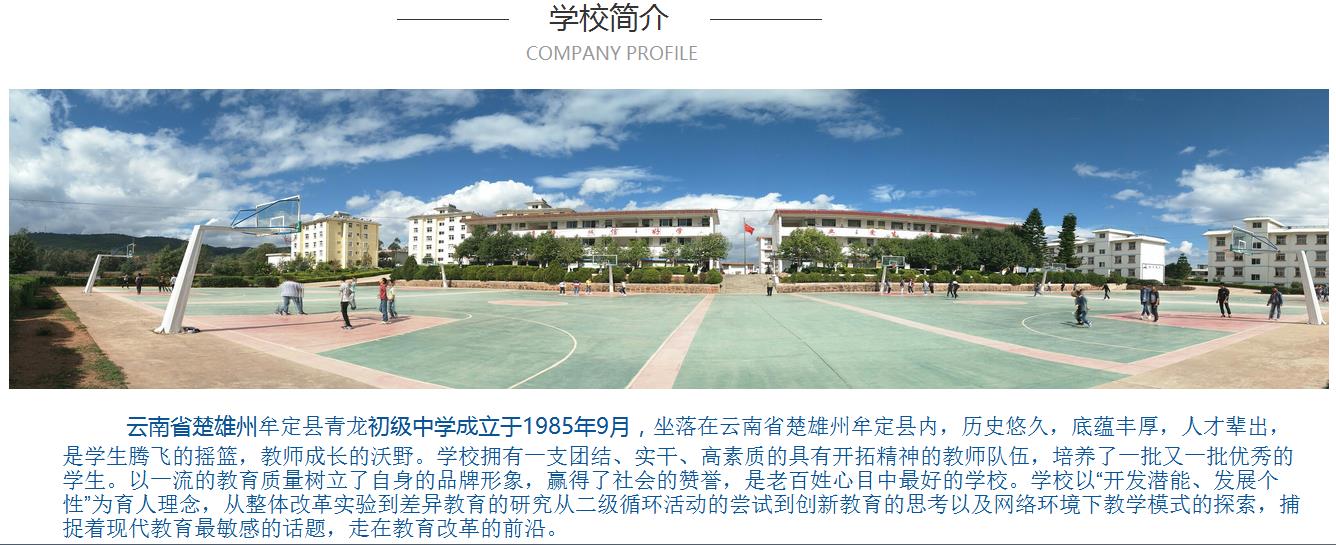 学校简介
COMPANY PROFILE
诚信 好学
爱生
云南省楚雄州牟定县青龙初级中学成立于1985年9月，坐落在云南省楚雄州牟定县内，历史悠久，底蕴丰厚，人才辈出，
是学生腾飞的摇篮，教师成长的沃野。学校拥有一支团结、实干、高素质的具有开拓精神的教师队伍，培养了一批又一批优秀的
学生。以一流的教育质量树立了自身的品牌形象，赢得了社会的赞誉，是老百姓心目中最好的学校。学校以“开发潜能、发展个
性”为育人理念，从整体改革实验到差异教育的研究从二级循环活动的尝试到创新教育的思考以及网络环境下教学模式的探索，捕
捉着现代教育最敏感的话题，走在教育改革的前沿。